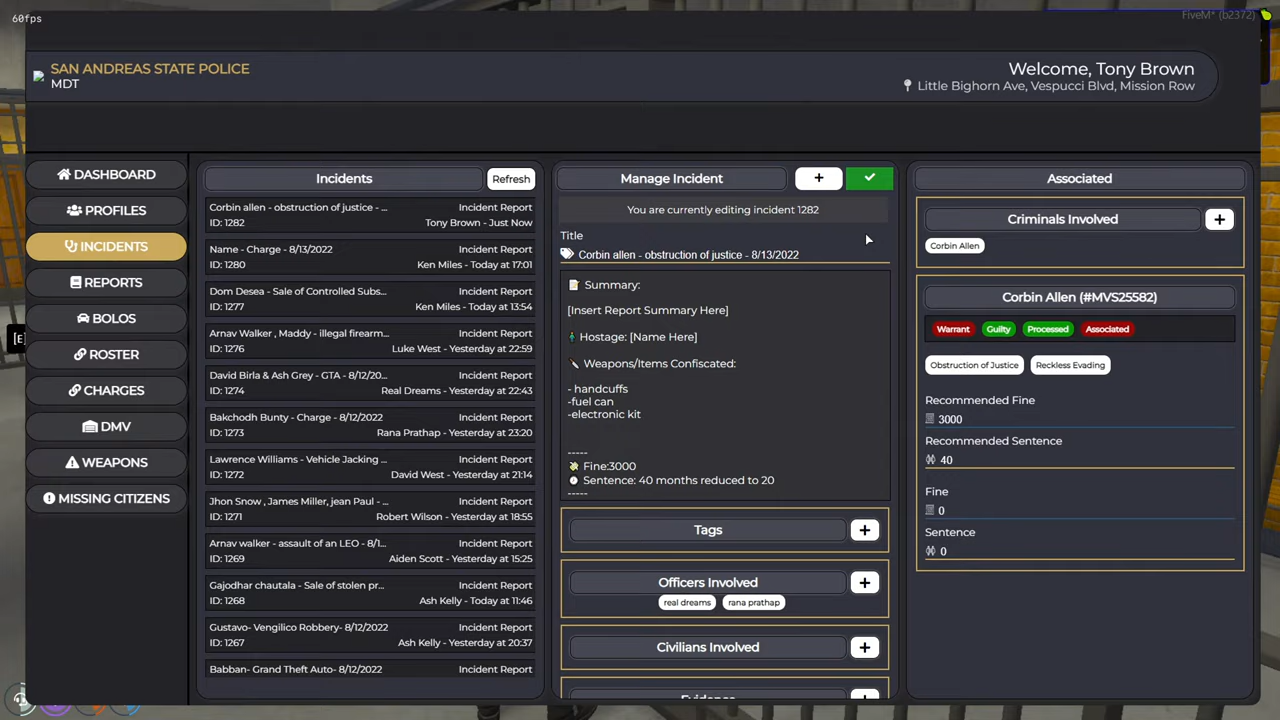 60fps
FiveM* (b2372)
SAN ANDREAS STATE POLICE
MDT
Welcome, Tony Brown
Little Bighorn Ave, Vespucci Blvd, Mission Row
DASHBOARD
PROFILES
INCIDENTS
REPORTS
BOLOS
ROSTER
CHARGES
DMV
WEAPONS
MISSING CITIZENS
[E]
Incidents
Refresh
Corbin allen - obstruction of justice - ... Incident Report
ID: 1282 Tony Brown - Just Now
Name - Charge - 8/13/2022 Incident Report
ID: 1280 Ken Miles - Today at 17:01
Dom Desea - Sale of Controlled Subs... Incident Report
ID: 1277 Ken Miles - Today at 13:54
Arnav Walker , Maddy - illegal firearm... Incident Report
ID: 1276 Luke West - Yesterday at 22:59
David Birla & Ash Grey - GTA - 8/12/20... Incident Report
ID: 1274 Real Dreams - Yesterday at 22:43
Bakchodh Bunty - Charge - 8/12/2022 Incident Report
ID: 1273 Rana Prathap - Yesterday at 23:20
Lawrence Williams - Vehicle Jacking ... Incident Report
ID: 1272 David West - Yesterday at 21:14
Jhon Snow , James Miller, jean Paul - ... Incident Report
ID: 1271 Robert Wilson - Yesterday at 18:55
Arnav walker - assault of an LEO - 8/1... Incident Report
ID: 1269 Aiden Scott - Yesterday at 15:25
Gajodhar chautala - Sale of stolen pr... Incident Report
ID: 1268 Ash Kelly - Today at 11:46
Gustavo- Vengilico Robbery- 8/12/2022 Incident Report
ID: 1267 Ash Kelly - Yesterday at 20:37
Babban- Grand Theft Auto- 8/12/2022 Incident Report
Manage Incident
You are currently editing incident 1282
Title
Corbin allen - obstruction of justice - 8/13/2022
Summary:
[Insert Report Summary Here]
Hostage: [Name Here]
Weapons/Items Confiscated:
- handcuffs
-fuel can
-electronic kit
-----
Fine:3000
Sentence: 40 months reduced to 20
-----
Tags
Officers Involved
real dreams rana prathap
Civilians Involved
Evidence
Associated
Criminals Involved
Corbin Allen
Corbin Allen (#MVS25582)
Warrant Guilty Processed Associated
Obstruction of Justice Reckless Evading
Recommended Fine
3000
Recommended Sentence
40
Fine
0
Sentence
0